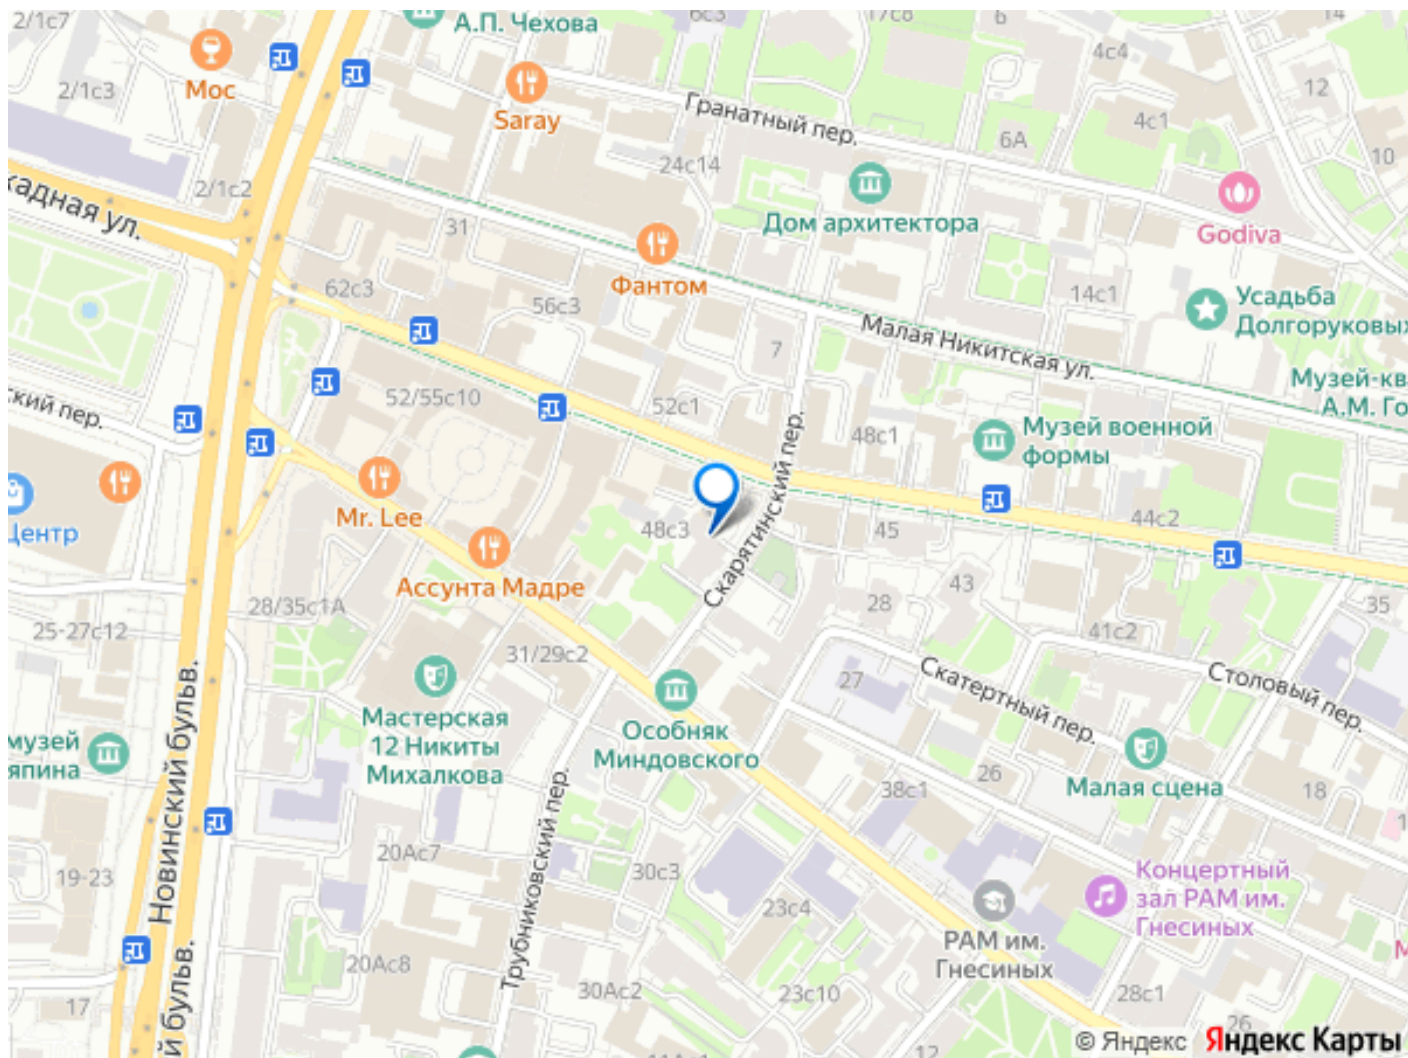 2/1с7
А.П. Чехова
6с3
17с8
6
14
Мос
4с4
2/1с3
Saray
Гранатный пер.
12
4с1
6А
24с14
10
2/1с2
кадная ул.
Дом архитектора
Godiva
31
Фантом
62с3
56с3
14с1
Усадьба
Долгоруковых
Малая Никитская ул.
7
Музей-кв
А.М. Го
52/55с10
52с1
ский пер.
48с1
Музей военной
формы
Скарятинский пер.
Mr. Lee
Центр
48с3
45
44с2
Ассунта Мадре
43
28/35с1А
28
35
25-27с12
41с2
31/29с2
Скатертный пер.
Столовый пер.
27
Мастерская
12 Никиты
Михалкова
Особняк
Миндовского
музей
япина
Новинский бульв.
26
Малая сцена
38с1
18
1
Трубниковский пер.
20Ас7
30с3
19-23
Концертный
зал РАМ им.
Гнесиных
23с4
РАМ им.
Гнесиных
М
20Ас8
30Ас2
23с10
28с1
17
й бульв.
26
12
© Яндекс Яндекс Карты